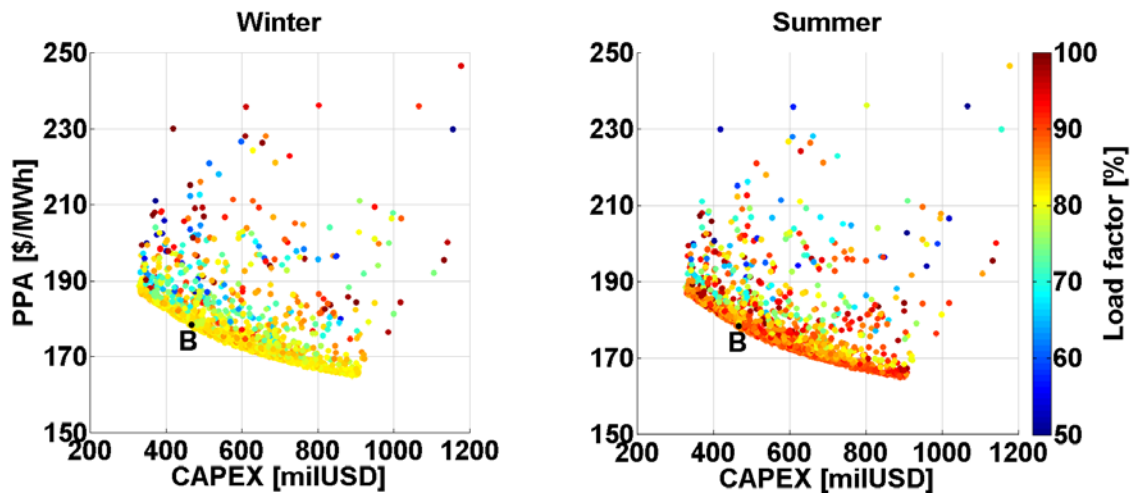 Winter
PPA [$/MWh]
250
230
210
190
170
150
B
200 400 600 800 1000 1200
CAPEX [milUSD]
Summer
250
230
210
190
170
150
B
200 400 600 800 1000 1200
CAPEX [milUSD]
100
90
80
70
60
50
Load factor [%]